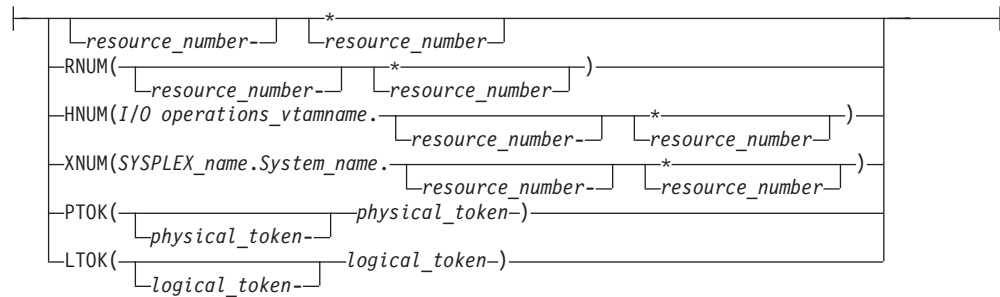 *
resource_number- resource_number
RNUM( * )
resource_number- resource_number
HNUM(I/O operations_vtamname. * )
resource_number- resource_number
XNUM(SYSPLEX_name.System_name. * )
resource_number- resource_number
PTOK( physical_token )
physical_token-
LTOK( logical_token )
logical_token-